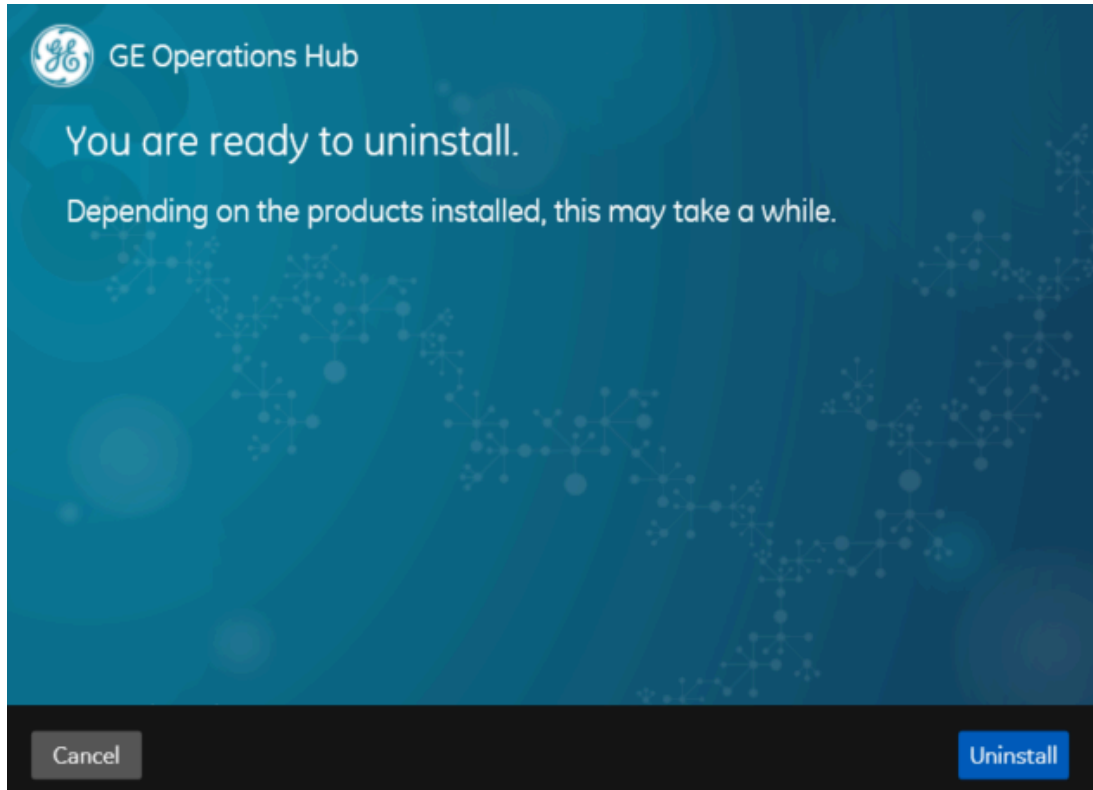 GE Operations Hub
You are ready to uninstall.
Depending on the products installed, this may take a while.
Cancel
Uninstall